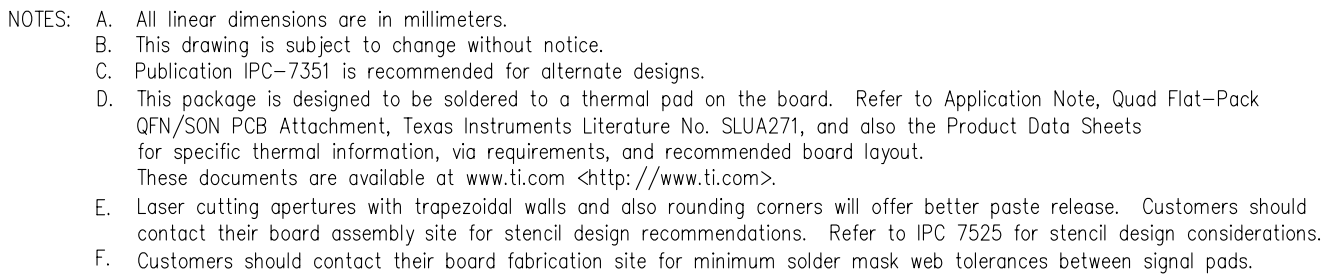 NOTES: A. All linear dimensions are in millimeters.
B. This drawing is subject to change without notice.
C. Publication IPC-7351 is recommended for alternate designs.
D. This package is designed to be soldered to a thermal pad on the board. Refer to Application Note, Quad Flat-Pack
QFN/SON PCB Attachment, Texas Instruments Literature No. SLUA271, and also the Product Data Sheets
for specific thermal information, via requirements, and recommended board layout.
These documents are available at www.ti.com <http://www.ti.com>.
E. Laser cutting apertures with trapezoidal walls and also rounding corners will offer better paste release. Customers should
contact their board assembly site for stencil design recommendations. Refer to IPC 7525 for stencil design considerations.
F. Customers should contact their board fabrication site for minimum solder mask web tolerances between signal pads.